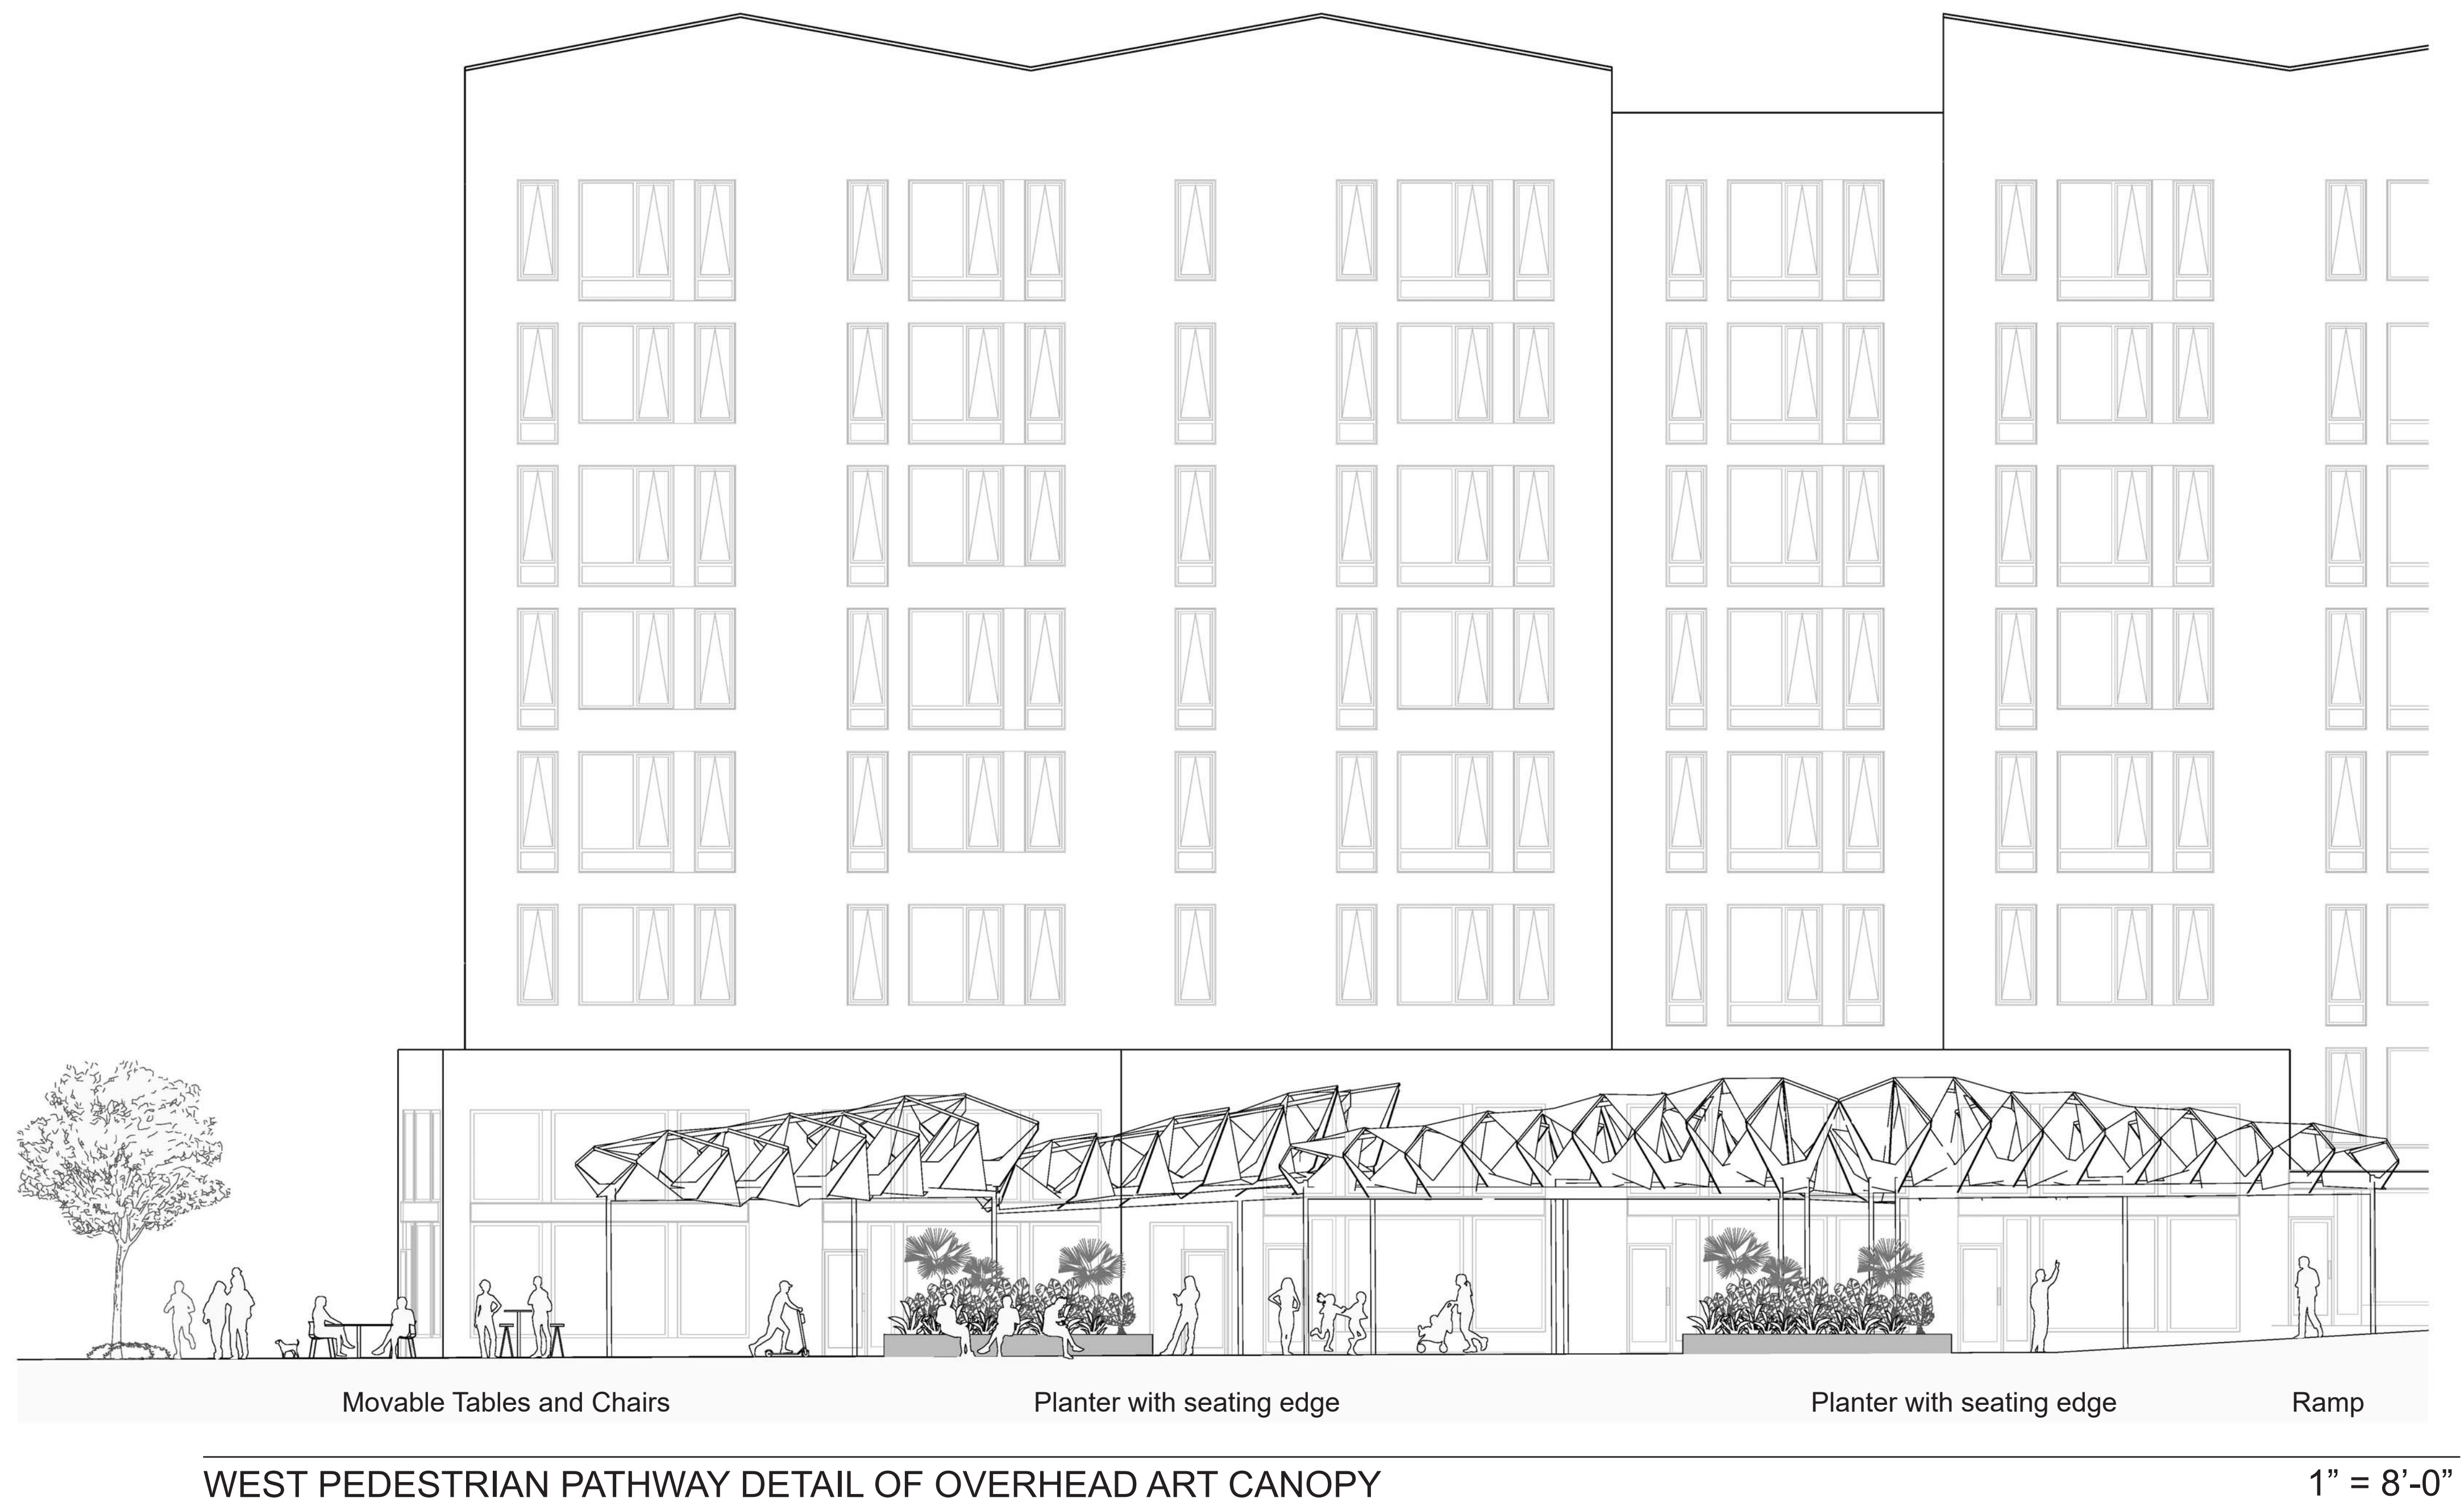 Movable Tables and Chairs
Planter with seating edge
Planter with seating edge
Ramp
WEST PEDESTRIAN PATHWAY DETAIL OF OVERHEAD ART CANOPY
1” = 8’-0”